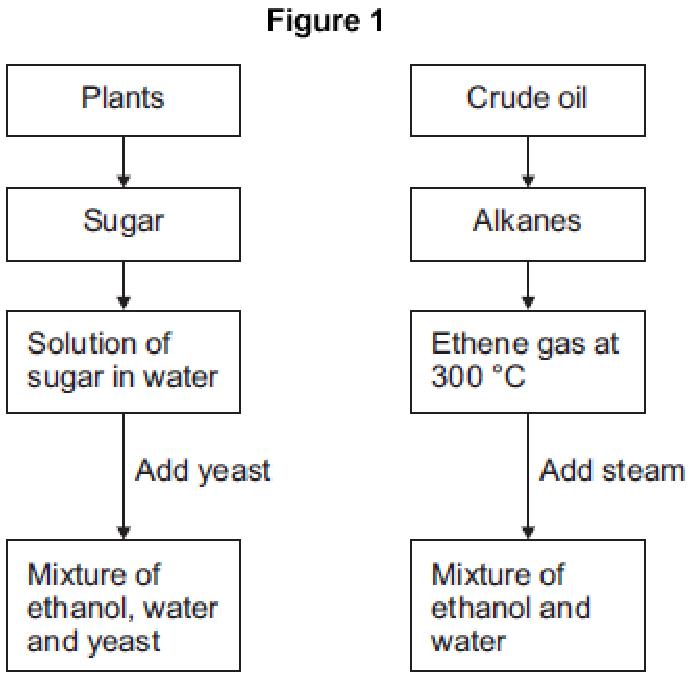 Figure 1
Plants
Sugar
Solution of
sugar in water
Add yeast
Mixture of
ethanol, water
and yeast
Crude oil
Alkanes
Ethene gas at
300 °C
Add steam
Mixture of
ethanol and
water